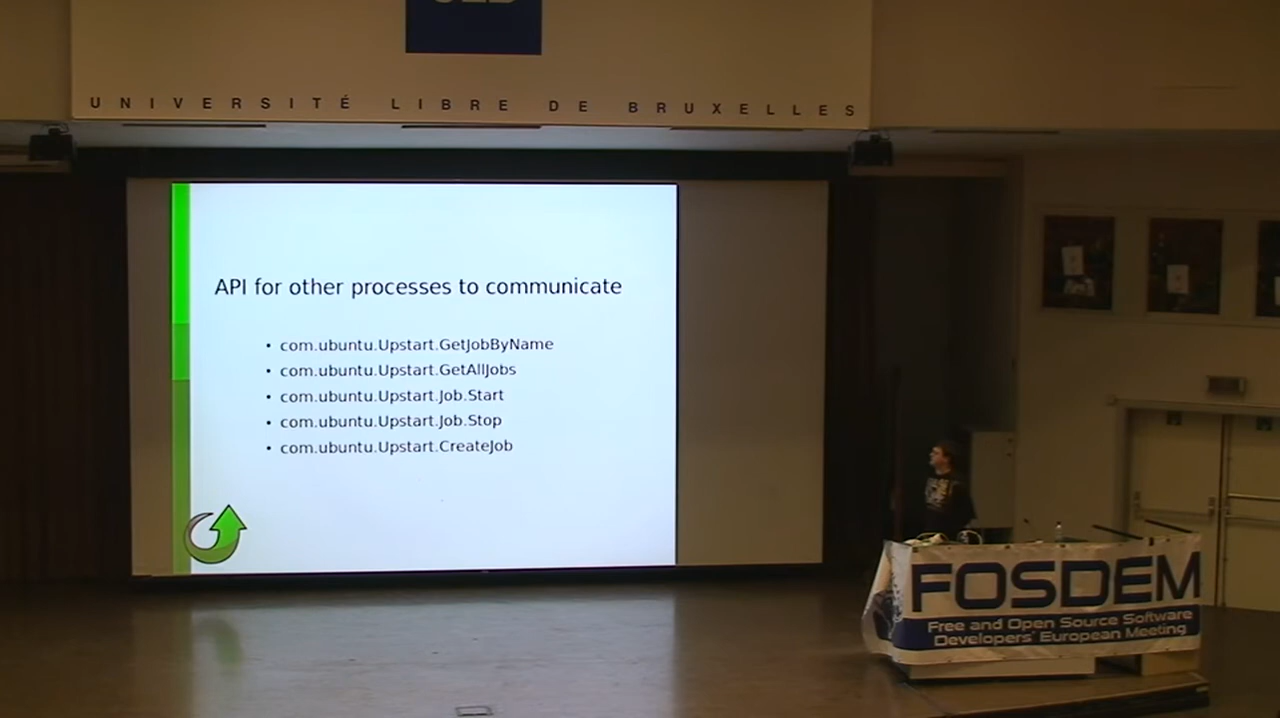 UNIVERSITÉ LIBRE DE BRUXELLES
API for other processes to communicate
• com.ubuntu.Upstart.GetJobByName
• com.ubuntu.Upstart.GetAllJobs
• com.ubuntu.Upstart.Job.Start
• com.ubuntu.Upstart.Job.Stop
• com.ubuntu.Upstart.CreateJob
FOSDEM
Free and Open Source Software
Developers' European Meeting